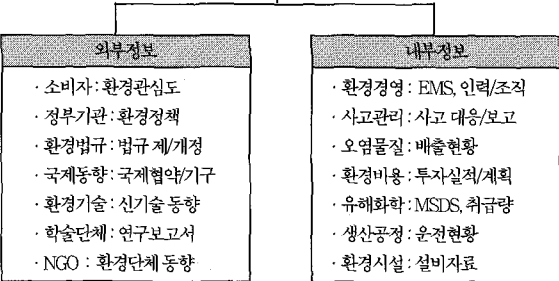 외부정보
· 소비자 : 환경관심도
· 정부기관 : 환경정책
· 환경법규 : 법규 제/개정
· 국제동향 : 국제협약/기구
· 환경기술 : 신기술 동향
· 학술단체 : 연구보고서
· NGO : 환경단체 동향
내부정보
· 환경경영 : EMS, 인력/조직
· 사고관리 : 사고 대응/보고
· 오염물질 : 배출현황
· 환경비용 : 투자실적/계획
· 유해화학 : MSDS, 취급량
· 생산공정 : 운전현황
· 환경시설 : 설비자료